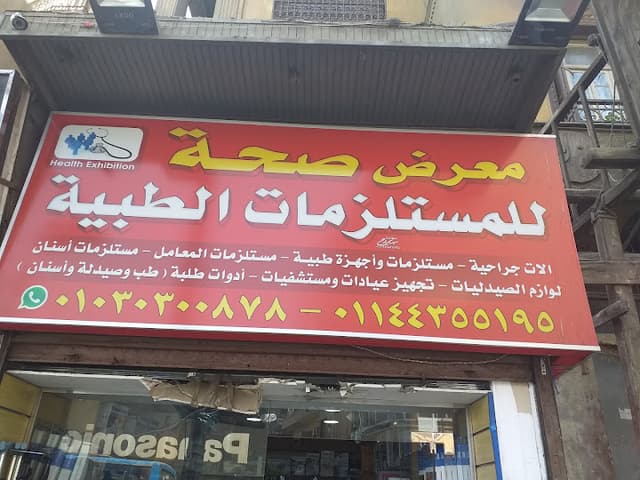 معرض صحة
Health Exhibition
للمستلزمات الطبية
الات جراحية - مستلزمات وأجهزة طبية - مستلزمات المعامل - مستلزمات أسنان
لوازم الصيدليات - تجهيز عيادات ومستشفيات - أدوات طلبة ( طب وصيدلة وأسنان )
٠١١٤٤٣٥٥١٩٥ - ٠١٠٣٠٣٠٠٨٧٨
Panasonic